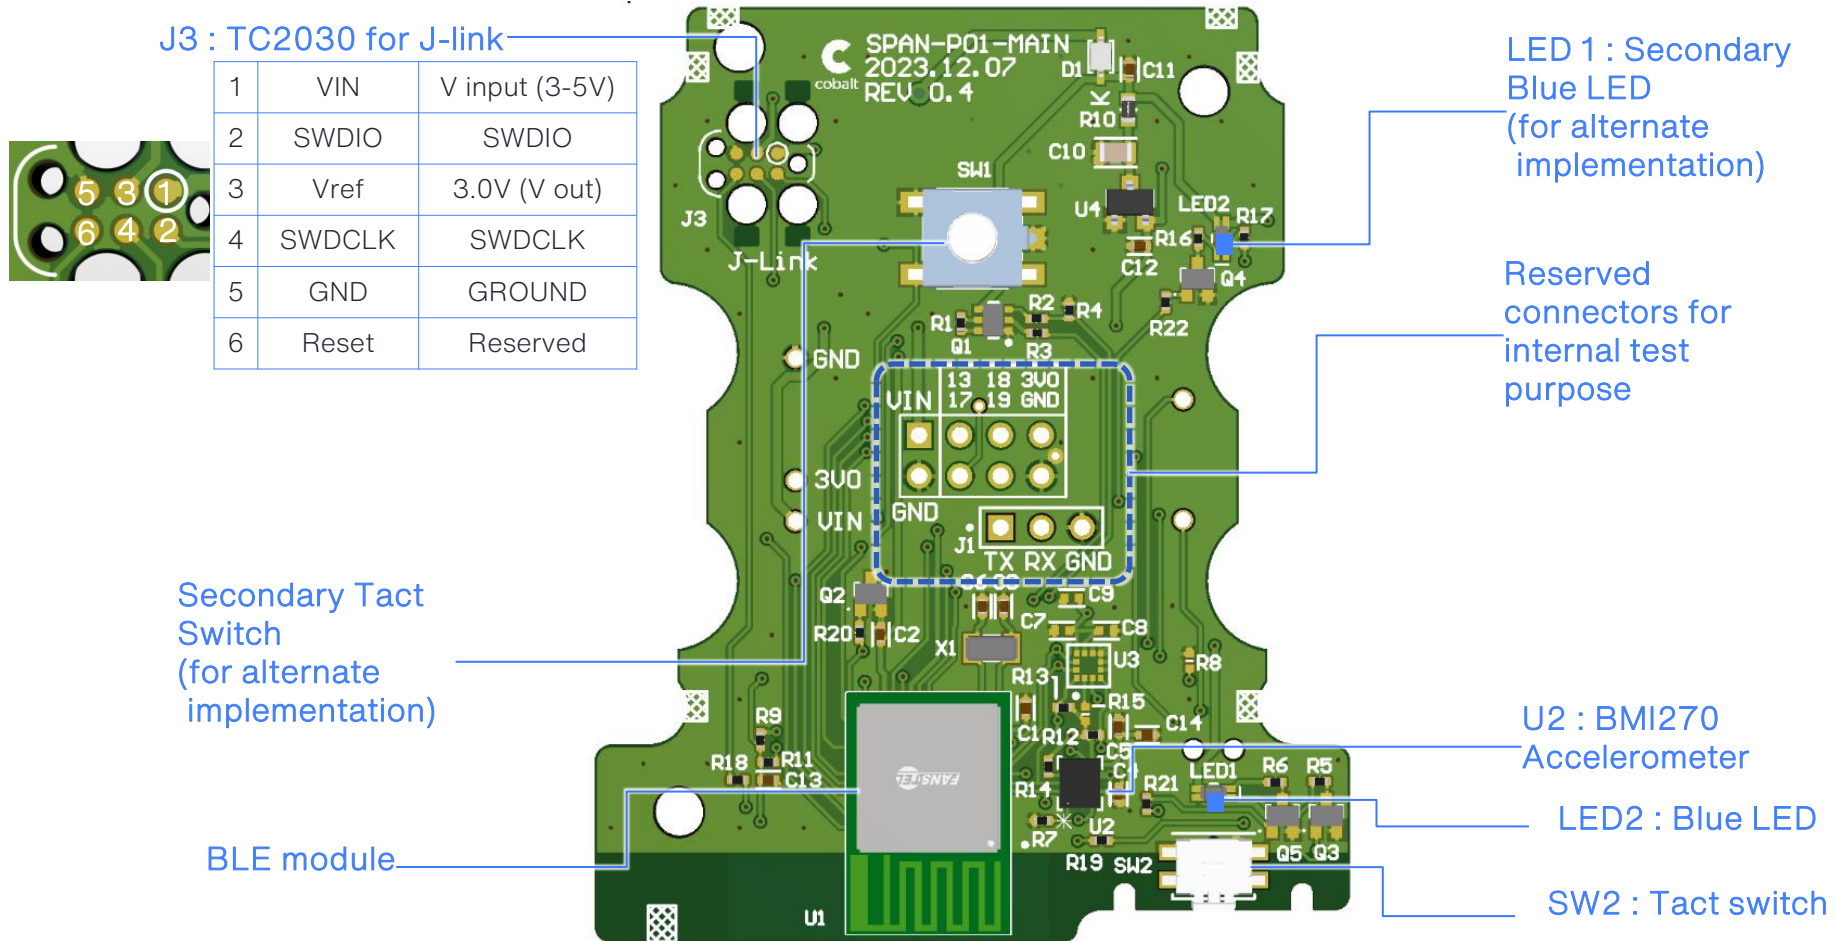 J3 : TC2030 for J-link
1 VIN V input (3-5V)
2 SWDIO SWDIO
3 Vref 3.0V (V out)
4 SWDCLK SWDCLK
5 GND GROUND
6 Reset Reserved
5 3 1
6 4 2
cobalt
SPAN-P01-MAIN
2023.12.07
REV 0.4
D1
C11
K
R10
C10
SW1
J3
U4
LED2
R17
R16
J-Link
C12
Q4
R22
R1
R2
R4
Q1
R3
GND
13 18 3V0
VIN
17 19 GND
3V0
VIN
GND
J1
TX RX GND
Q2
C9
R20
C2
C7
C8
X1
U3
R8
R13
R15
R9
C1
R12
C14
C5
R18
R11
C13
FANSTEL
R14
C4
R21
LED1
R6
R5
R7
U2
R19
SW2
Q5
Q3
U1
LED 1 : Secondary
Blue LED
(for alternate
implementation)
Reserved
connectors for
internal test
purpose
Secondary Tact
Switch
(for alternate
implementation)
BLE module
U2 : BMI270
Accelerometer
LED2 : Blue LED
SW2 : Tact switch